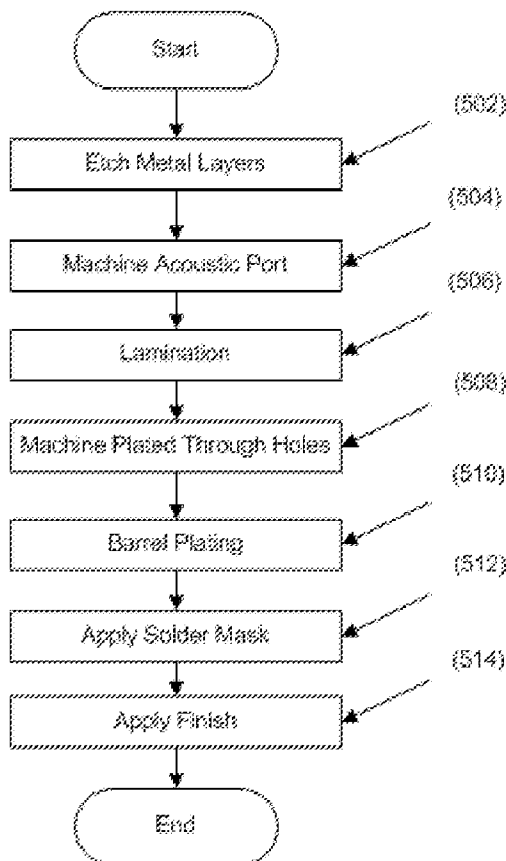 Start
(502)
Etch Metal Layers
(504)
Machine Acoustic Port
(506)
Lamination
(508)
Machine Plated Through Holes
(510)
Barrel Plating
(512)
Apply Solder Mask
(514)
Apply Finish
End